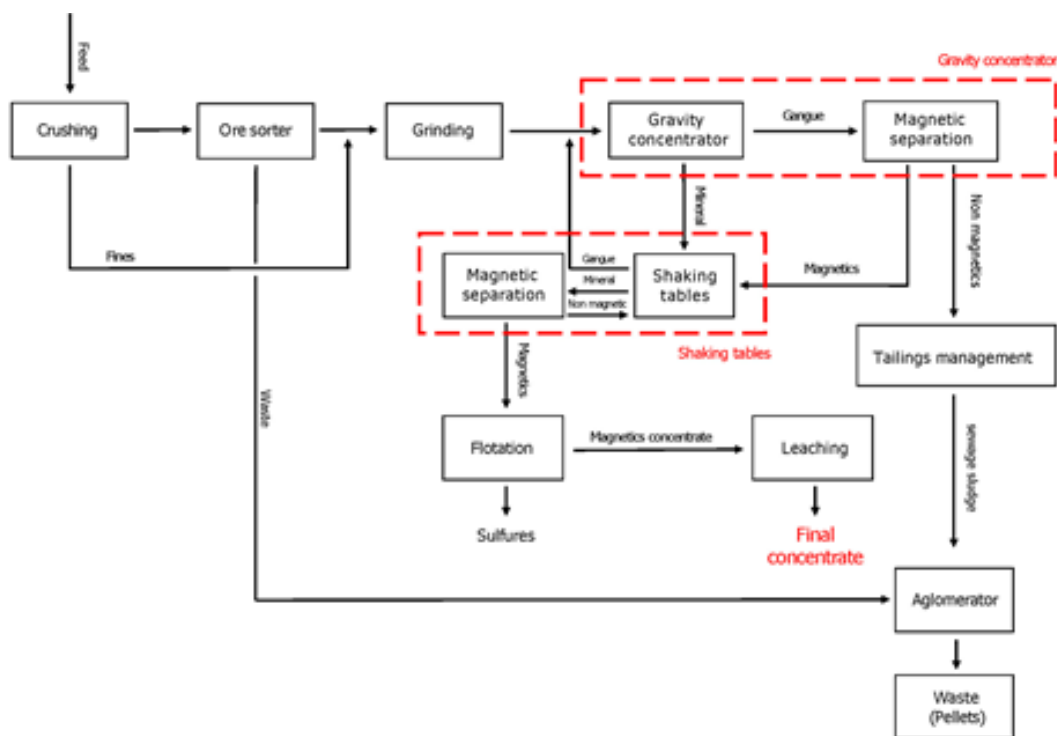 Feed
Gravity concentrator
Crushing
Ore sorter
Grinding
Gravity
concentrator
Gangue
Magnetic
separation
Fines
Mineral
Non magnetics
Magnetic
separation
Gangue
Mineral
Non magnetic
Shaking
tables
Magnetics
Shaking tables
Tailings management
Magnetics
Waste
Flotation
Magnetics concentrate
Leaching
sewage sludge
Sulfures
Final
concentrate
Aglomerator
Waste
(Pellets)